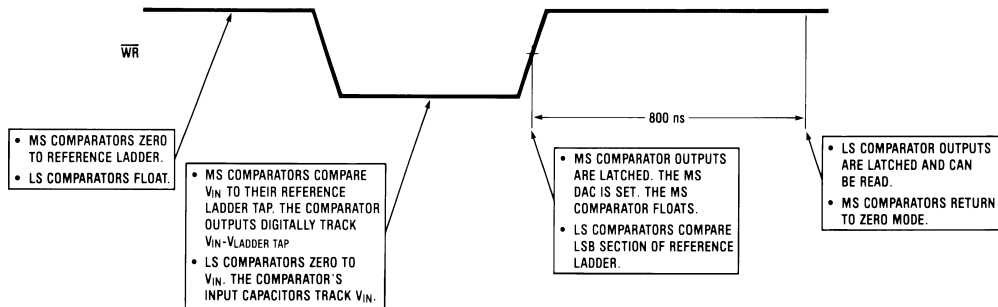 WR
800 ns
• MS COMPARATORS ZERO
TO REFERENCE LADDER.
• LS COMPARATORS FLOAT.
• MS COMPARATORS COMPARE
VIN TO THEIR REFERENCE
LADDER TAP. THE COMPARATOR
OUTPUTS DIGITALLY TRACK
VIN-VLADDER TAP
• LS COMPARATORS ZERO TO
VIN. THE COMPARATOR'S
INPUT CAPACITORS TRACK VIN.
• MS COMPARATOR OUTPUTS
ARE LATCHED. THE MS
DAC IS SET. THE MS
COMPARATOR FLOATS.
• LS COMPARATORS COMPARE
LSB SECTION OF REFERENCE
LADDER.
• LS COMPARATOR OUTPUTS
ARE LATCHED AND CAN
BE READ.
• MS COMPARATORS RETURN
TO ZERO MODE.